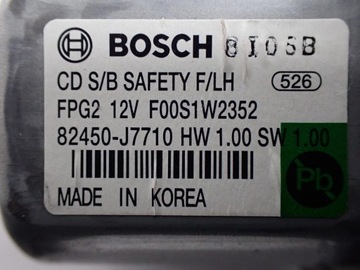 BOSCH 8I05B
CD S/B SAFETY F/LH 526
FPG2 12V F00S1W2352
82450-J7710 HW 1.00 SW 1.00
Pb
MADE IN KOREA